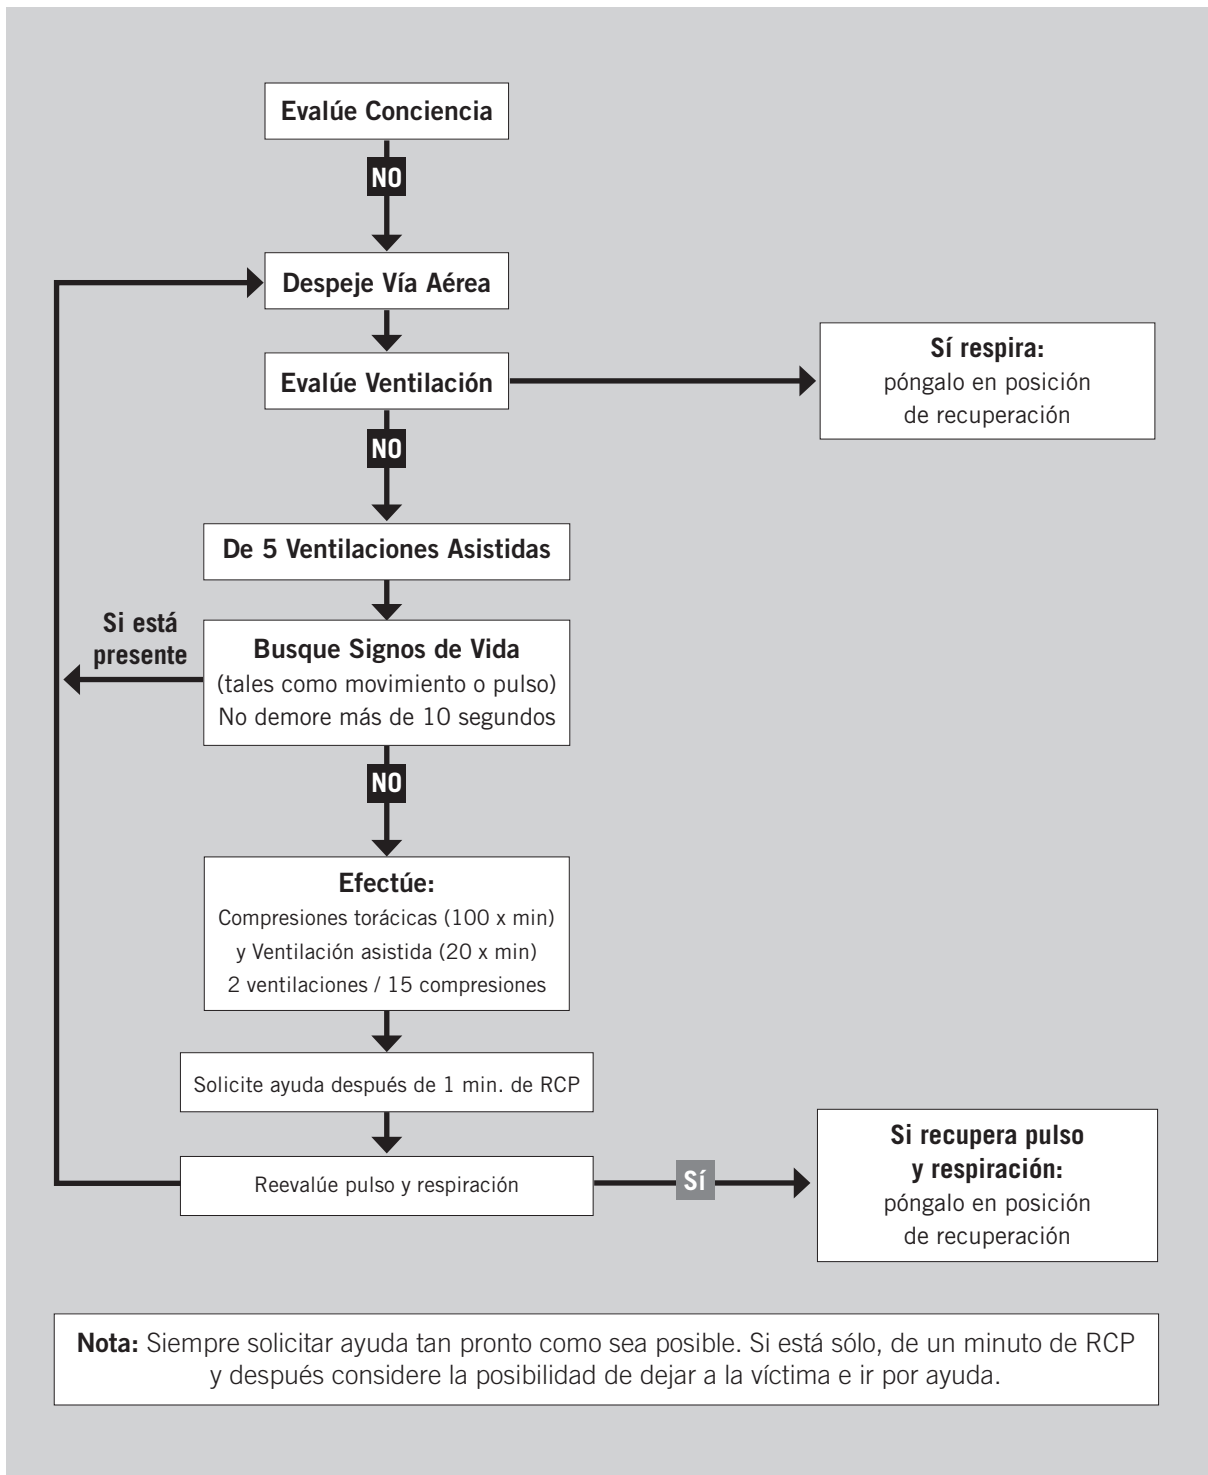 Evalúe Conciencia
NO
Despeje Vía Aérea
Evalúe Ventilación
Sí respira:
póngalo en posición
de recuperación
NO
De 5 Ventilaciones Asistidas
Si está
presente
Busque Signos de Vida
(tales como movimiento o pulso)
No demore más de 10 segundos
NO
Efectúe:
Compresiones torácicas (100 x min)
y Ventilación asistida (20 x min)
2 ventilaciones / 15 compresiones
Solicite ayuda después de 1 min. de RCP
Reevalúe pulso y respiración
Sí
Si recupera pulso
y respiración:
póngalo en posición
de recuperación
Nota: Siempre solicitar ayuda tan pronto como sea posible. Si está sólo, de un minuto de RCP
y después considere la posibilidad de dejar a la víctima e ir por ayuda.